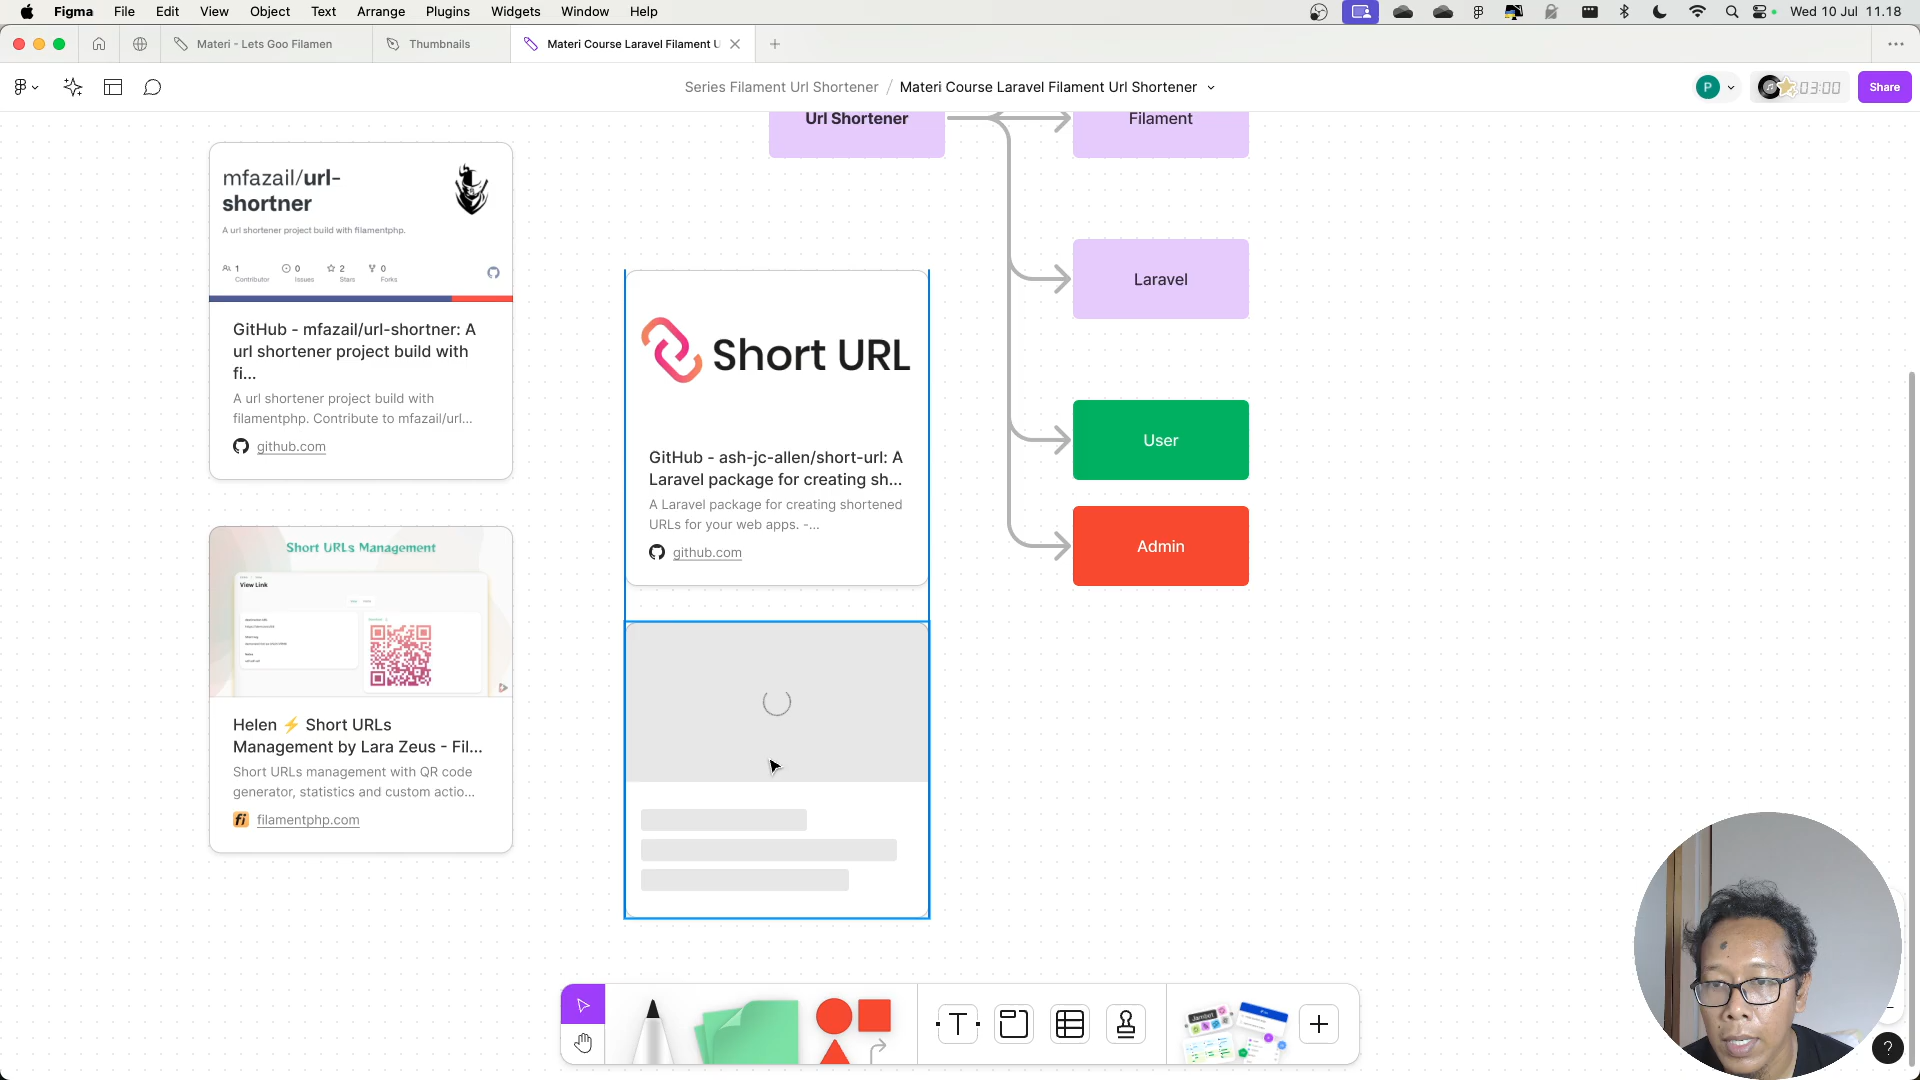 Figma File Edit View Object Text Arrange Plugins Widgets Window Help
Wed 10 Jul 11.18
Materi - Lets Goo Filamen
Thumbnails
Materi Course Laravel Filament U
Series Filament Url Shortener / Materi Course Laravel Filament Url Shortener
P
03:00
Share
Url Shortener
Filament
Laravel
User
Admin
mfazail/url-
shortner
A url shortener project build with filamentphp.
1
Contributor
0
Issues
2
Stars
0
Forks
GitHub - mfazail/url-shortner: A
url shortener project build with
fi...
A url shortener project build with
filamentphp. Contribute to mfazail/url...
github.com
Short URLs Management
View Link
Helen ⚡ Short URLs
Management by Lara Zeus - Fil...
Short URLs management with QR code
generator, statistics and custom actio...
fi filamentphp.com
Short URL
GitHub - ash-jc-allen/short-url: A
Laravel package for creating sh...
A Laravel package for creating shortened
URLs for your web apps. -...
github.com
T
Jambot
?